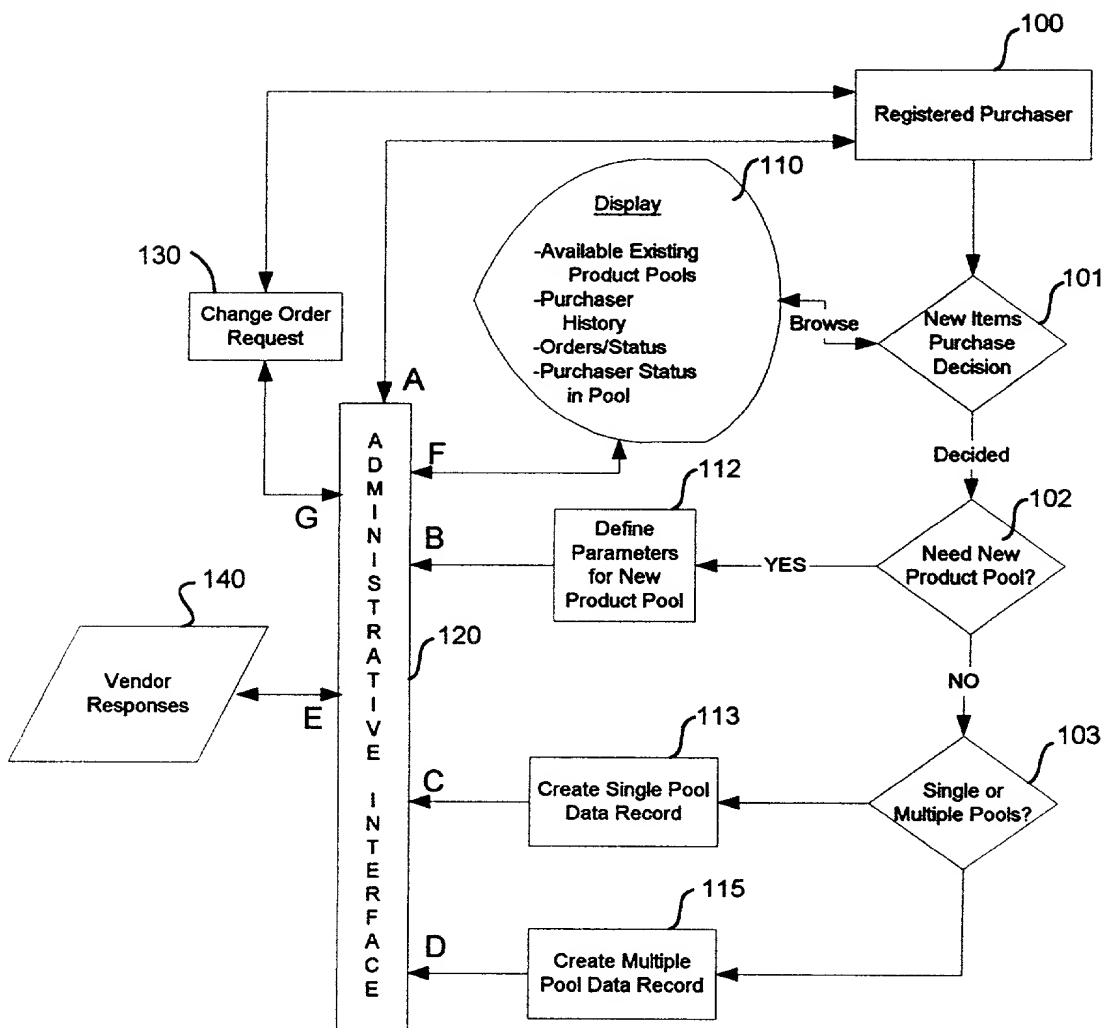 100
Registered Purchaser
110
Display
-Available Existing
Product Pools
-Purchaser
History
-Orders/Status
-Purchaser Status
in Pool
130
Change Order
Request
101
New Items
Purchase
Decision
Browse
A
Decided
F
G
112
Define
Parameters
for New
Product Pool
B
YES
102
Need New
Product Pool?
140
Vendor
Responses
E
120
ADMINISTRATIVE INTERFACE
NO
113
Create Single Pool
Data Record
C
103
Single or
Multiple Pools?
115
Create Multiple
Pool Data Record
D